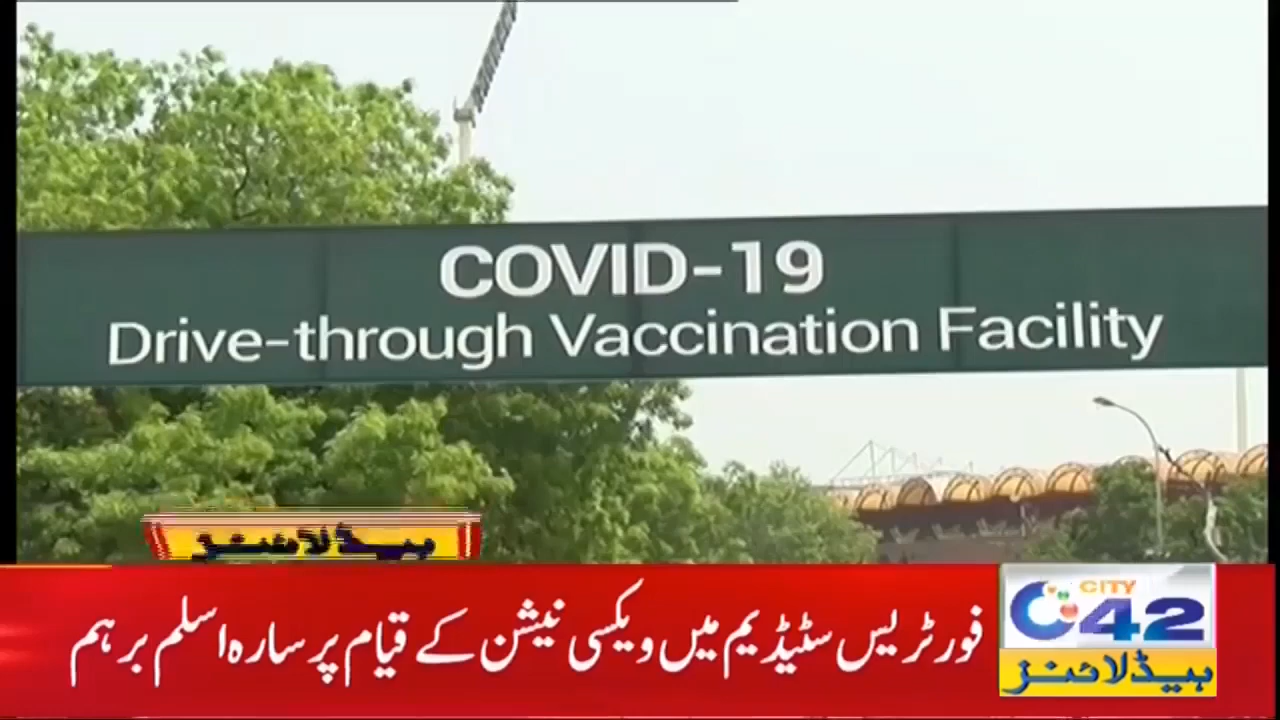 COVID-19
Drive-through Vaccination Facility
ہیڈلائنز
فورٹریس سٹیڈیم میں ویکسی نیشن کے قیام پر سارہ اسلم برہم
CITY
42
ہیڈلائنز